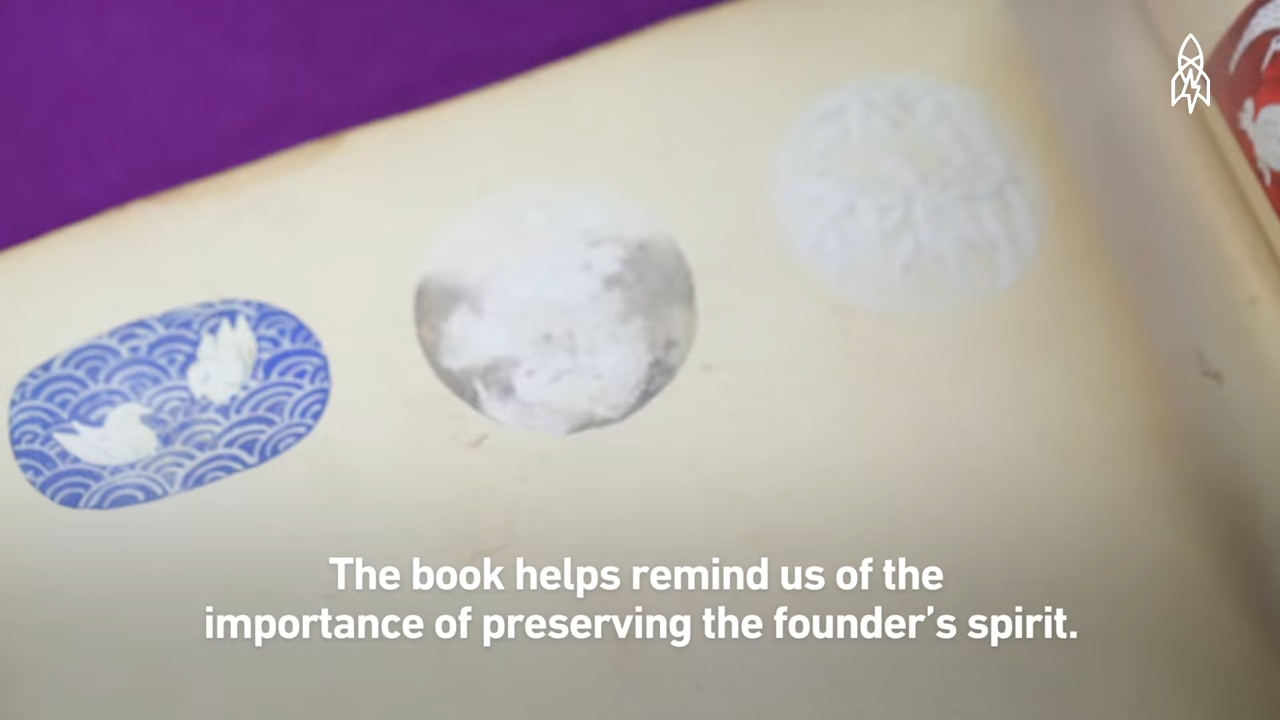 The book helps remind us of the
importance of preserving the founder's spirit.